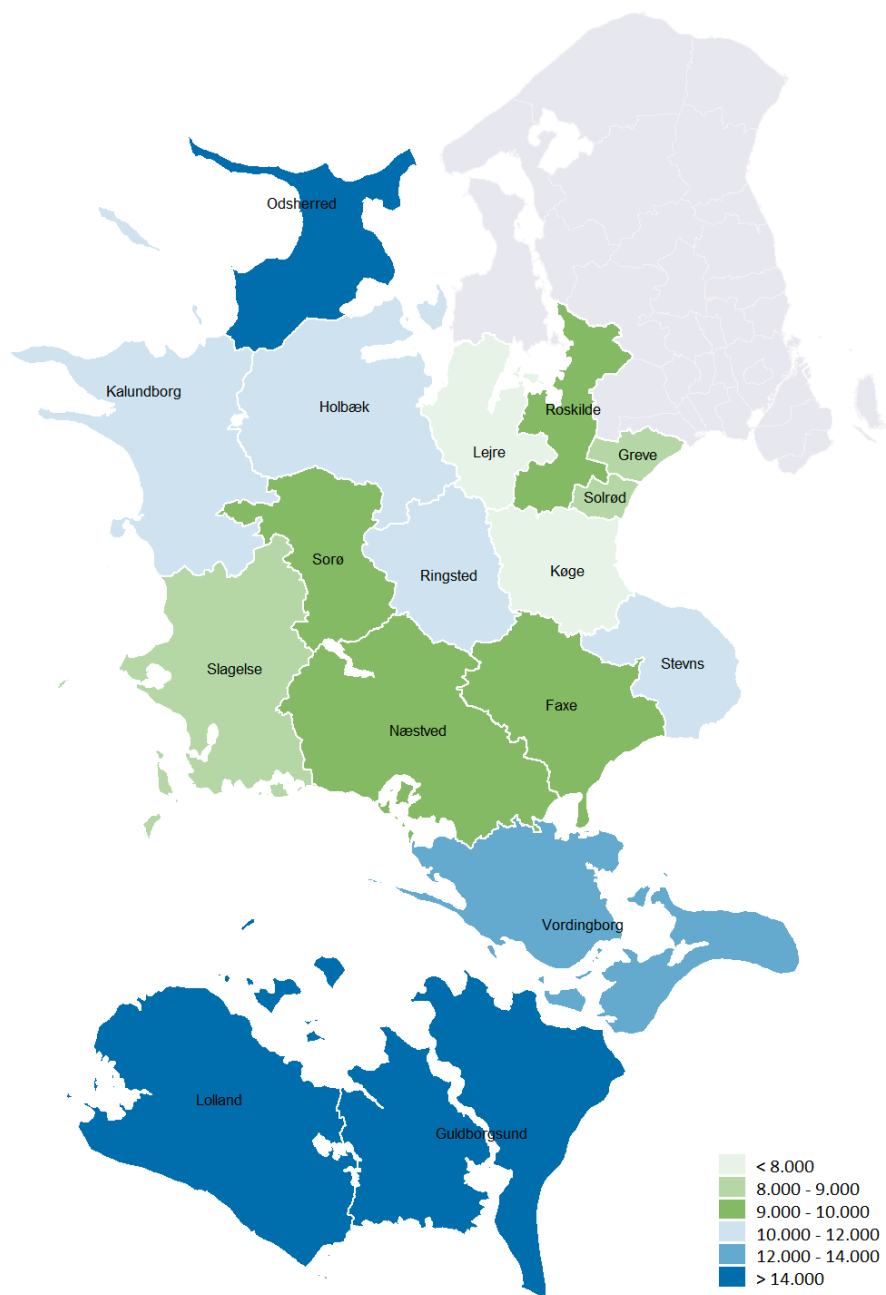 Odsherred
Kalundborg
Holbæk
Roskilde
Lejre
Greve
Solrød
Sorø
Ringsted
Køge
Slagelse
Stevns
Faxe
Næstved
Vordingborg
Lolland
Guldborgsund
< 8.000
8.000 - 9.000
9.000 - 10.000
10.000 - 12.000
12.000 - 14.000
> 14.000